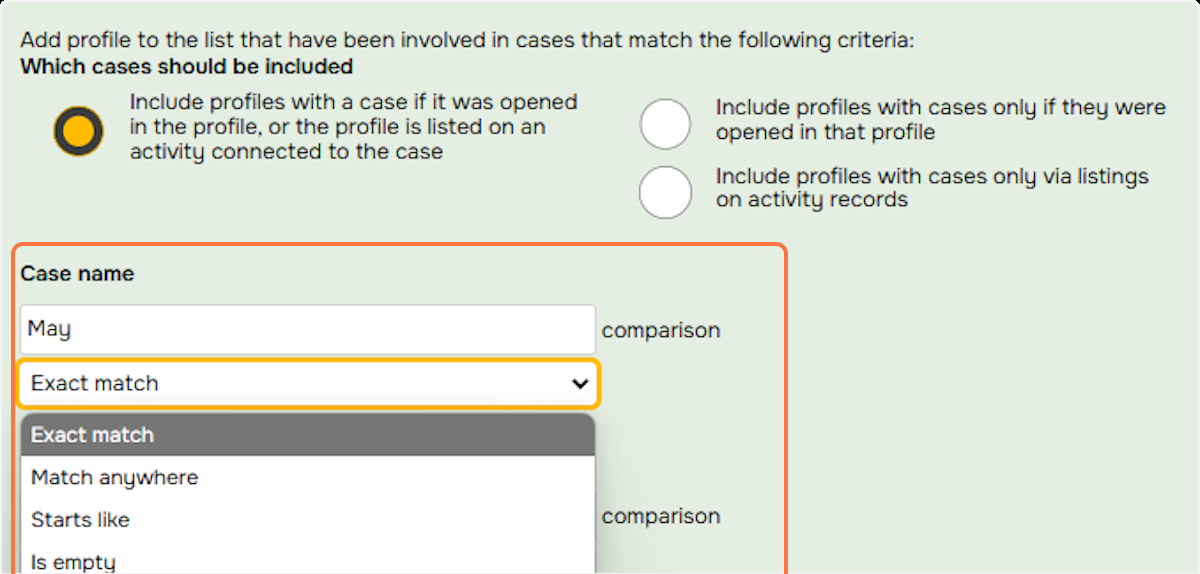 Add profile to the list that have been involved in cases that match the following criteria:
Which cases should be included
Include profiles with a case if it was opened
in the profile, or the profile is listed on an
activity connected to the case
Include profiles with cases only if they were
opened in that profile
Include profiles with cases only via listings
on activity records
Case name
May
comparison
Exact match
Exact match
Match anywhere
Starts like
comparison
Is empty